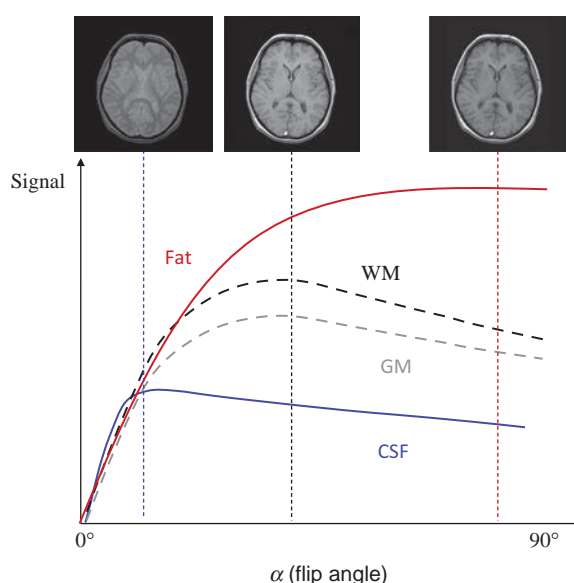 Signal
Fat
WM
GM
CSF
0°
90°
α (flip angle)